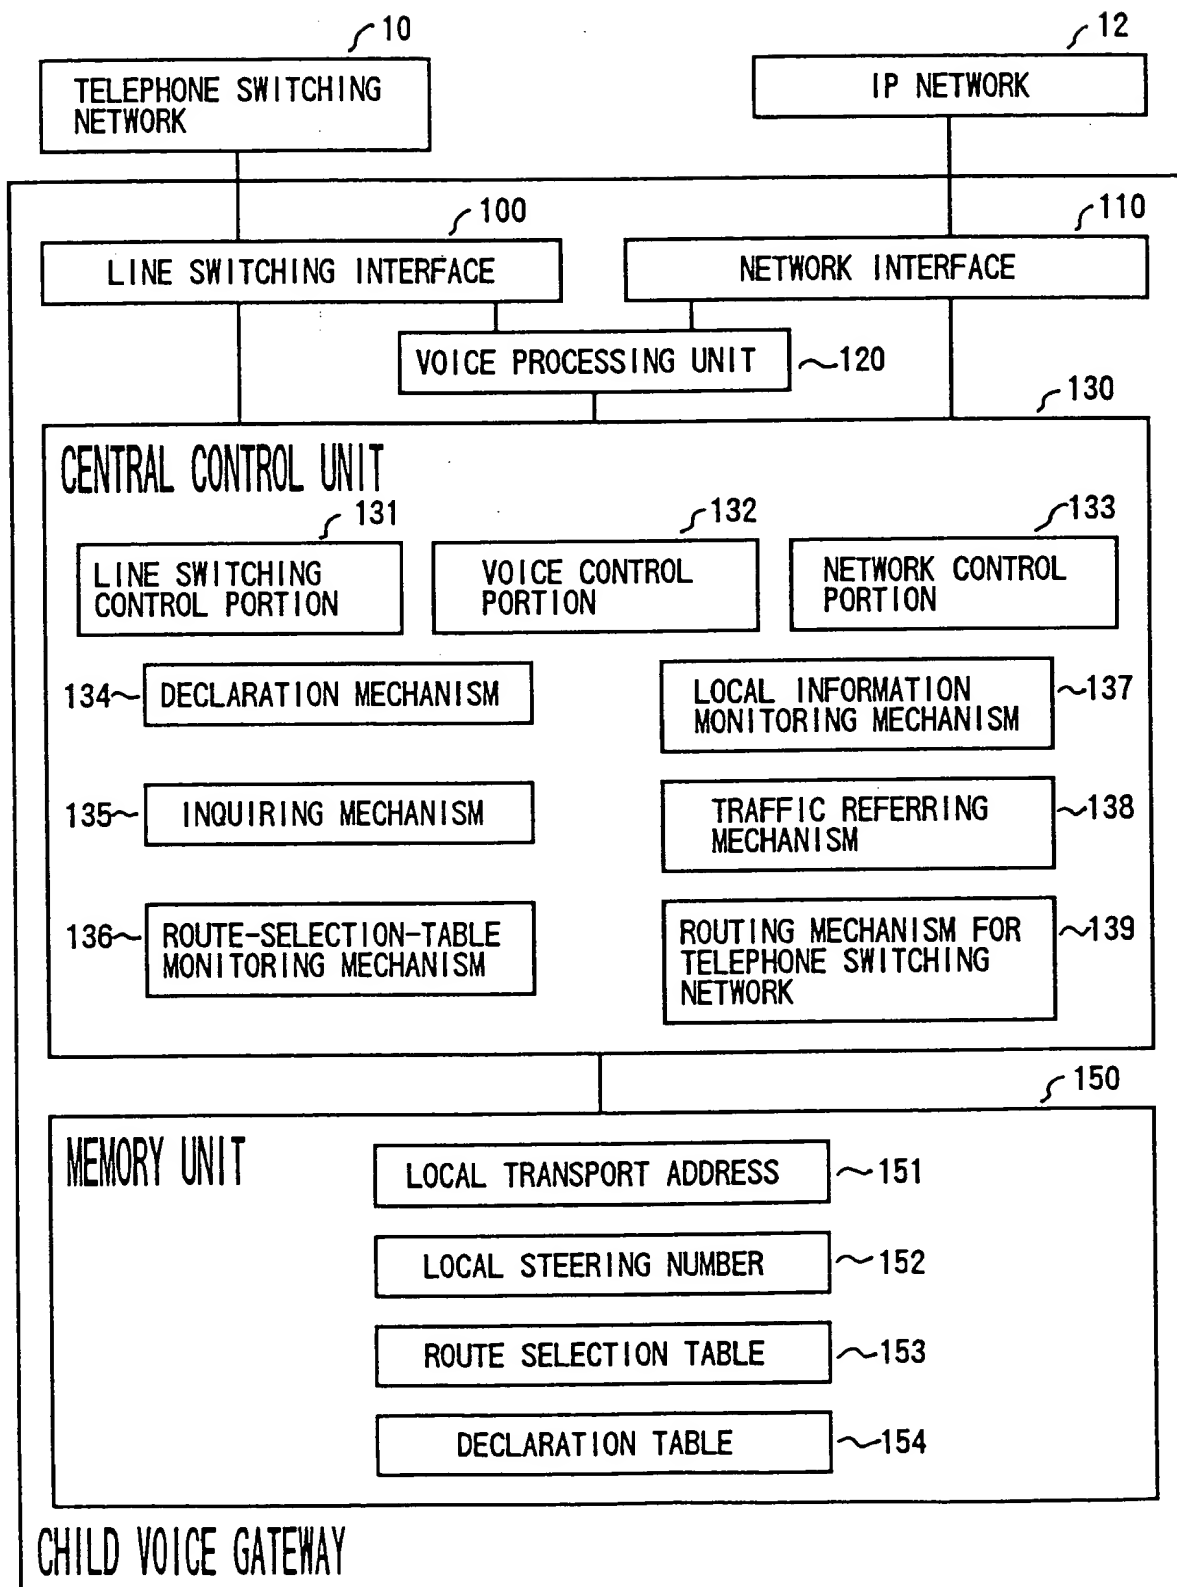 10
12
TELEPHONE SWITCHING
NETWORK
IP NETWORK
100
110
LINE SWITCHING INTERFACE
NETWORK INTERFACE
VOICE PROCESSING UNIT
120
130
CENTRAL CONTROL UNIT
131
132
133
LINE SWITCHING
CONTROL PORTION
VOICE CONTROL
PORTION
NETWORK CONTROL
PORTION
134
DECLARATION MECHANISM
LOCAL INFORMATION
MONITORING MECHANISM
137
135
INQUIRING MECHANISM
TRAFFIC REFERRING
MECHANISM
138
136
ROUTE-SELECTION-TABLE
MONITORING MECHANISM
ROUTING MECHANISM FOR
TELEPHONE SWITCHING
NETWORK
139
150
MEMORY UNIT
LOCAL TRANSPORT ADDRESS
151
LOCAL STEERING NUMBER
152
ROUTE SELECTION TABLE
153
DECLARATION TABLE
154
CHILD VOICE GATEWAY